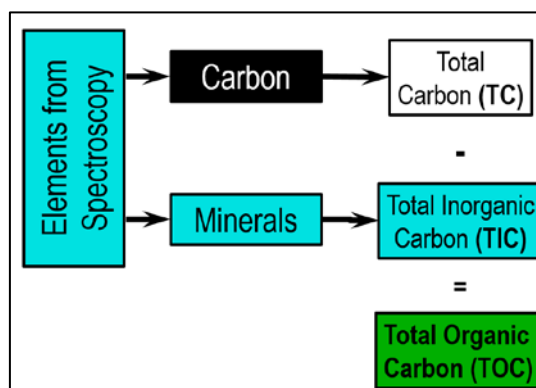 Elements from
Spectroscopy
Carbon
Total
Carbon (TC)
-
Minerals
Total Inorganic
Carbon (TIC)
=
Total Organic
Carbon (TOC)